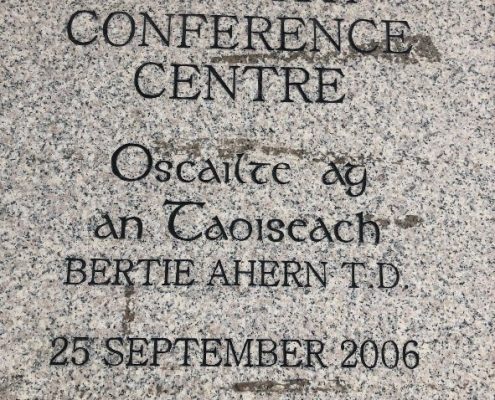 CONFERENCE
CENTRE
Oscailte ag
an Taoiseach
BERTIE AHERN T.D.
25 SEPTEMBER 2006